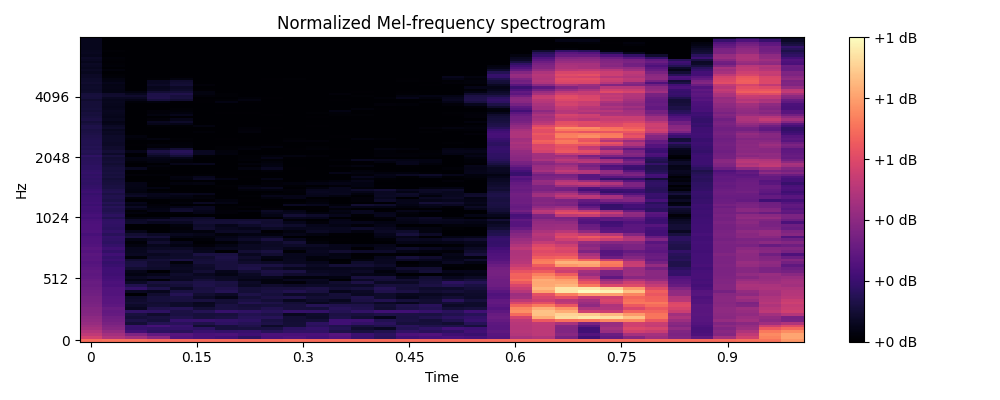 Normalized Mel-frequency spectrogram
Hz
4096
2048
1024
512
0
0 0.15 0.3 0.45 0.6 0.75 0.9
Time
+1 dB
+1 dB
+1 dB
+0 dB
+0 dB
+0 dB